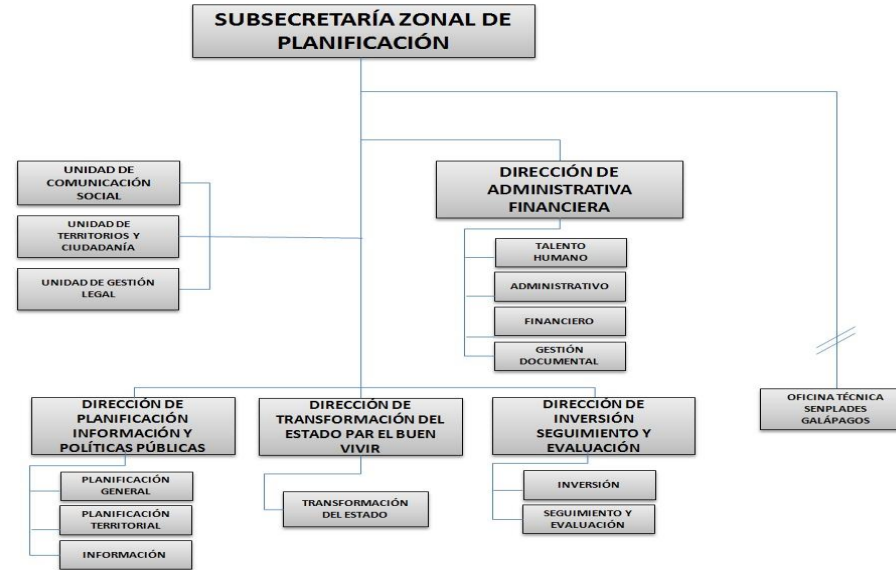 SUBSECRETARÍA ZONAL DE
PLANIFICACIÓN
UNIDAD DE
COMUNICACIÓN
SOCIAL
UNIDAD DE
TERRITORIOS Y
CIUDADANÍA
UNIDAD DE GESTIÓN
LEGAL
DIRECCIÓN DE
ADMINISTRATIVA
FINANCIERA
TALENTO
HUMANO
ADMINISTRATIVO
FINANCIERO
GESTIÓN
DOCUMENTAL
OFICINA TÉCNICA
SENPLADES
GALÁPAGOS
DIRECCIÓN DE
PLANIFICACIÓN
INFORMACIÓN Y
POLÍTICAS PÚBLICAS
PLANIFICACIÓN
GENERAL
PLANIFICACIÓN
TERRITORIAL
INFORMACIÓN
DIRECCIÓN DE
TRANSFORMACIÓN DEL
ESTADO PAR EL BUEN
VIVIR
TRANSFORMACIÓN
DEL ESTADO
DIRECCIÓN DE
INVERSIÓN
SEGUIMIENTO Y
EVALUACIÓN
INVERSIÓN
SEGUIMIENTO Y
EVALUACIÓN